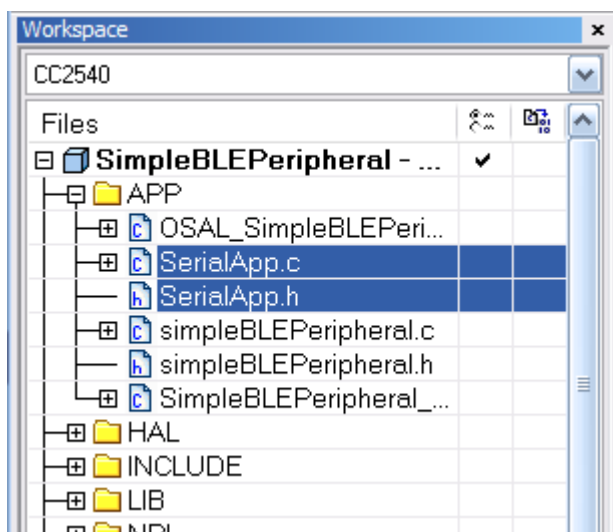 Workspace
CC2540
Files
SimpleBLEPeripheral - ...
APP
OSAL_SimpleBLEPeri...
SerialApp.c
SerialApp.h
simpleBLEPeripheral.c
simpleBLEPeripheral.h
SimpleBLEPeripheral_...
HAL
INCLUDE
LIB